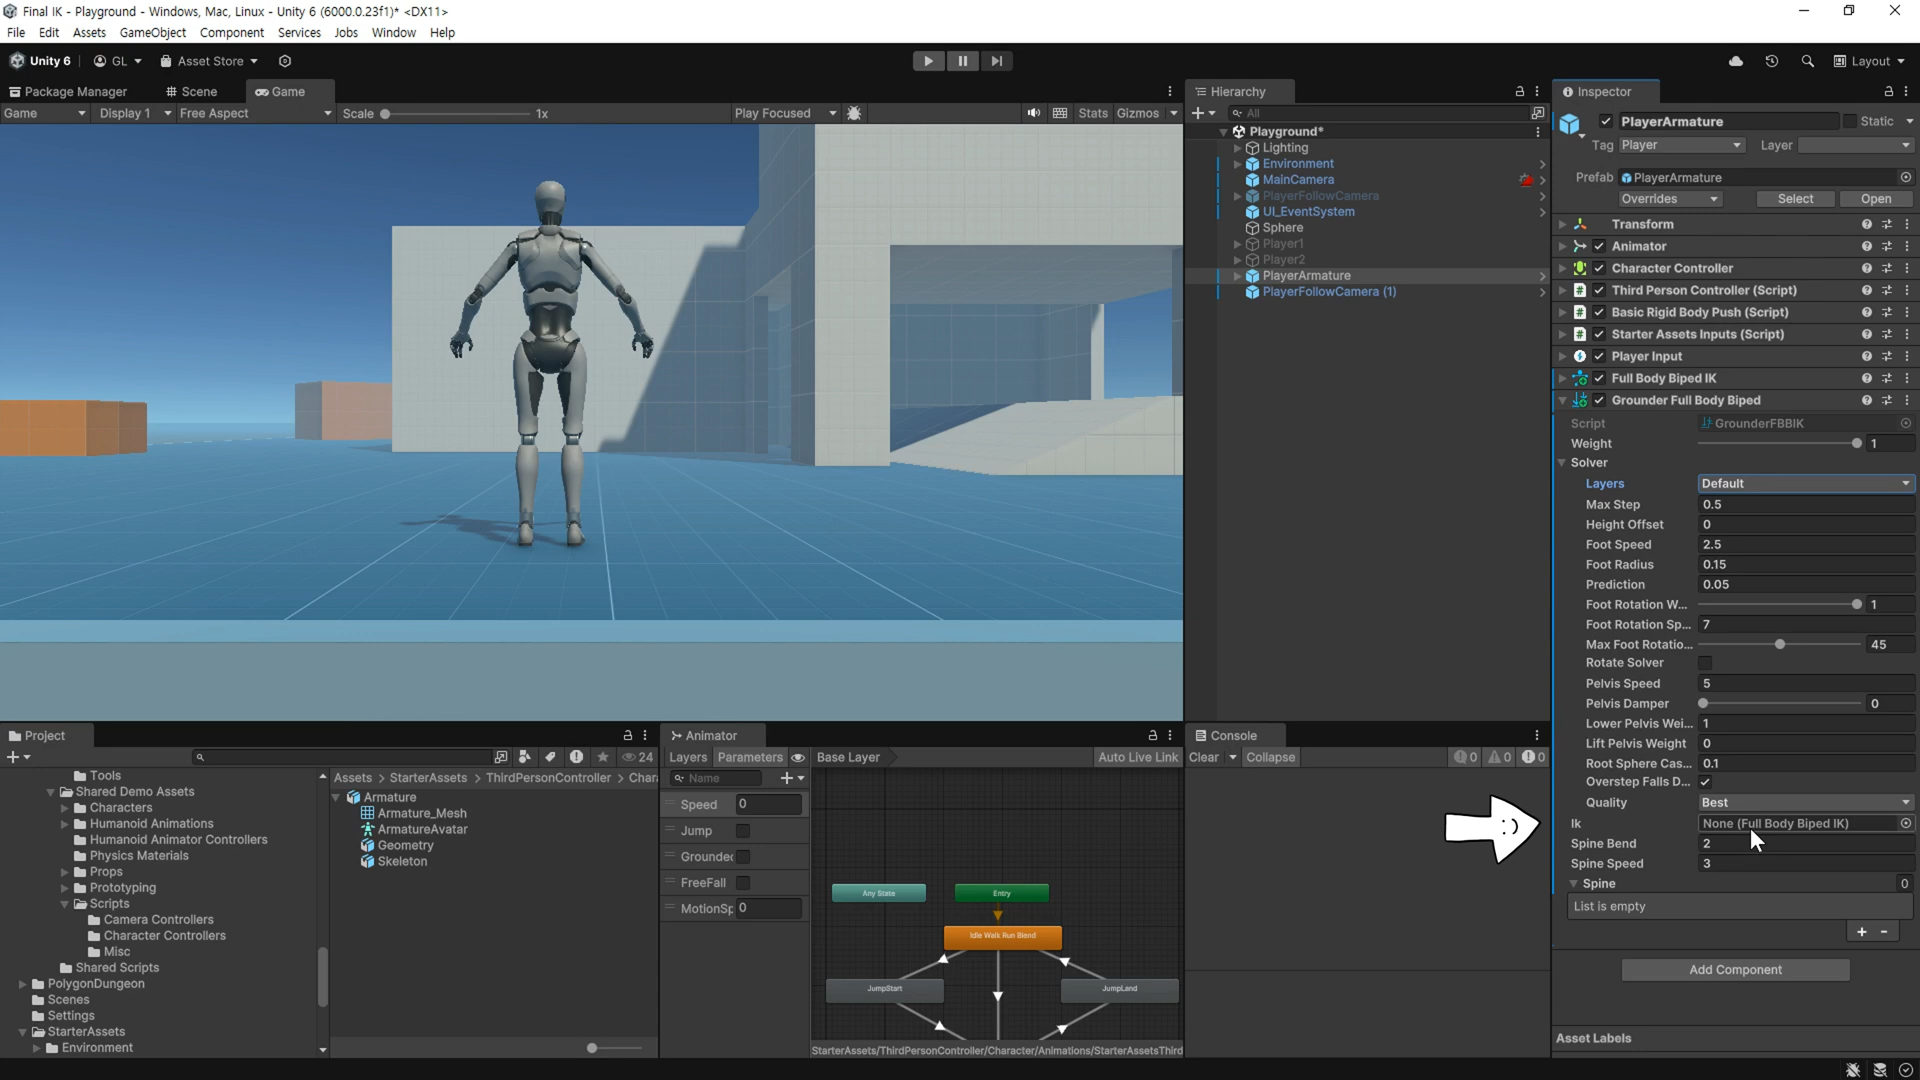 Final IK - Playground - Windows, Mac, Linux - Unity 6 (6000.0.23f1)* <DX11>
File Edit Assets GameObject Component Services Jobs Window Help
Unity 6 GL Asset Store Layout
Package Manager Scene Game
Game Display 1 Free Aspect Scale 1x Play Focused Stats Gizmos
Hierarchy
All
Playground*
Lighting
Environment
MainCamera
PlayerFollowCamera
UI_EventSystem
Sphere
Player1
Player2
PlayerArmature
PlayerFollowCamera (1)
Inspector
PlayerArmature Static
Tag Player Layer
Prefab PlayerArmature
Overrides Select Open
Transform
Animator
Character Controller
Third Person Controller (Script)
Basic Rigid Body Push (Script)
Starter Assets Inputs (Script)
Player Input
Full Body Biped IK
Grounder Full Body Biped
Script GrounderFBBIK
Weight 1
Solver
Layers Default
Max Step 0.5
Height Offset 0
Foot Speed 2.5
Foot Radius 0.15
Prediction 0.05
Foot Rotation W... 1
Foot Rotation Sp... 7
Max Foot Rotatio... 45
Rotate Solver
Pelvis Speed 5
Pelvis Damper 0
Lower Pelvis Wei... 1
Lift Pelvis Weight 0
Root Sphere Cas... 0.1
Overstep Falls D...
Quality Best
Ik None (Full Body Biped IK)
Spine Bend 2
Spine Speed 3
Spine 0
List is empty
+ -
Add Component
Asset Labels
Project
24
Tools
Shared Demo Assets
Characters
Humanoid Animations
Humanoid Animator Controllers
Physics Materials
Props
Prototyping
Scripts
Camera Controllers
Character Controllers
Misc
Shared Scripts
PolygonDungeon
Scenes
Settings
StarterAssets
Environment
Assets > StarterAssets > ThirdPersonController > Chara
Armature
Armature_Mesh
ArmatureAvatar
Geometry
Skeleton
Animator
Layers Parameters Base Layer Auto Live Link
Name
Speed 0
Jump
Grounded
FreeFall
MotionSp 0
Any State
Entry
Idle Walk Run Blend
JumpStart
JumpLand
StarterAssets/ThirdPersonController/Character/Animations/StarterAssetsThird
Console
Clear Collapse 0 0 0